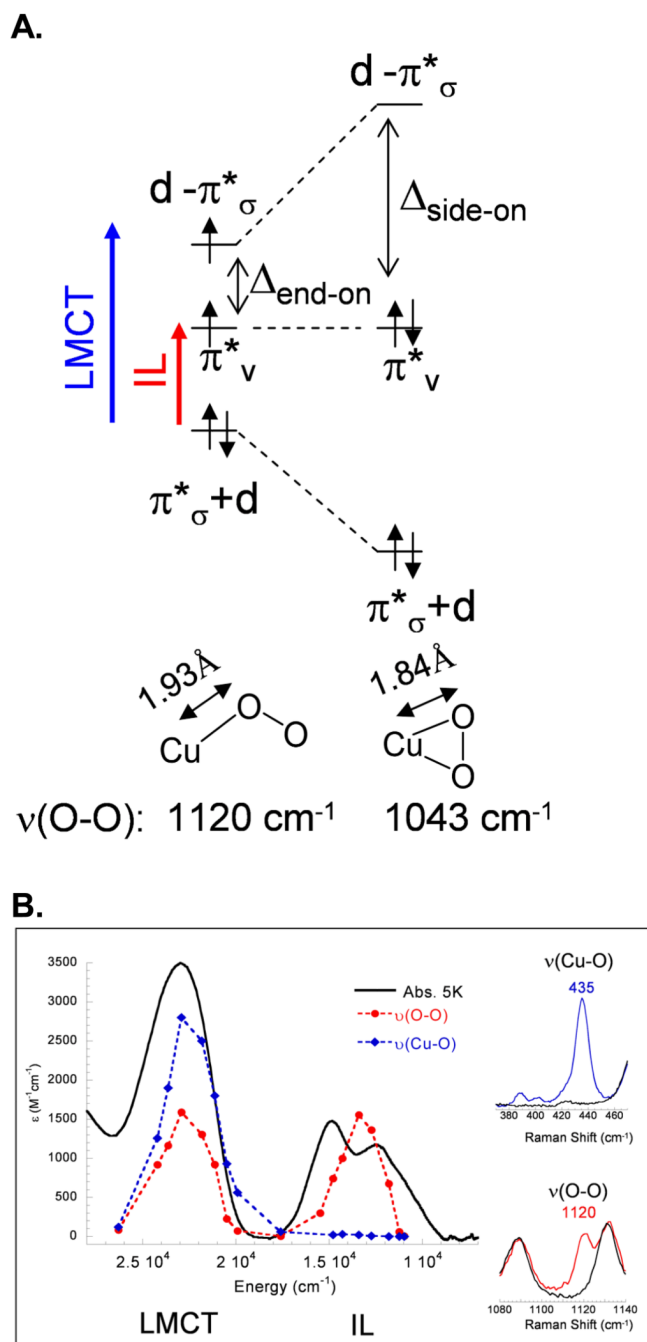 A.
d-π*σ
d-π*σ
Δside-on
Δend-on
LMCT
IL
π*v
π*v
π*σ+d
π*σ+d
1.93Å
1.84Å
O
O
Cu
O
Cu
O
ν(O-O): 1120 cm-1 1043 cm-1
B.
3500
3000
2500
2000
1500
1000
500
0
ε (M-1cm-1)
Abs. 5K
υ(O-O)
υ(Cu-O)
2.5 10⁴ 2 10⁴ 1.5 10⁴ 1 10⁴
Energy (cm-1)
LMCT IL
ν(Cu-O)
435
380 400 420 440 460
Raman Shift (cm-1)
ν(O-O)
1120
1080 1100 1120 1140
Raman Shift (cm-1)